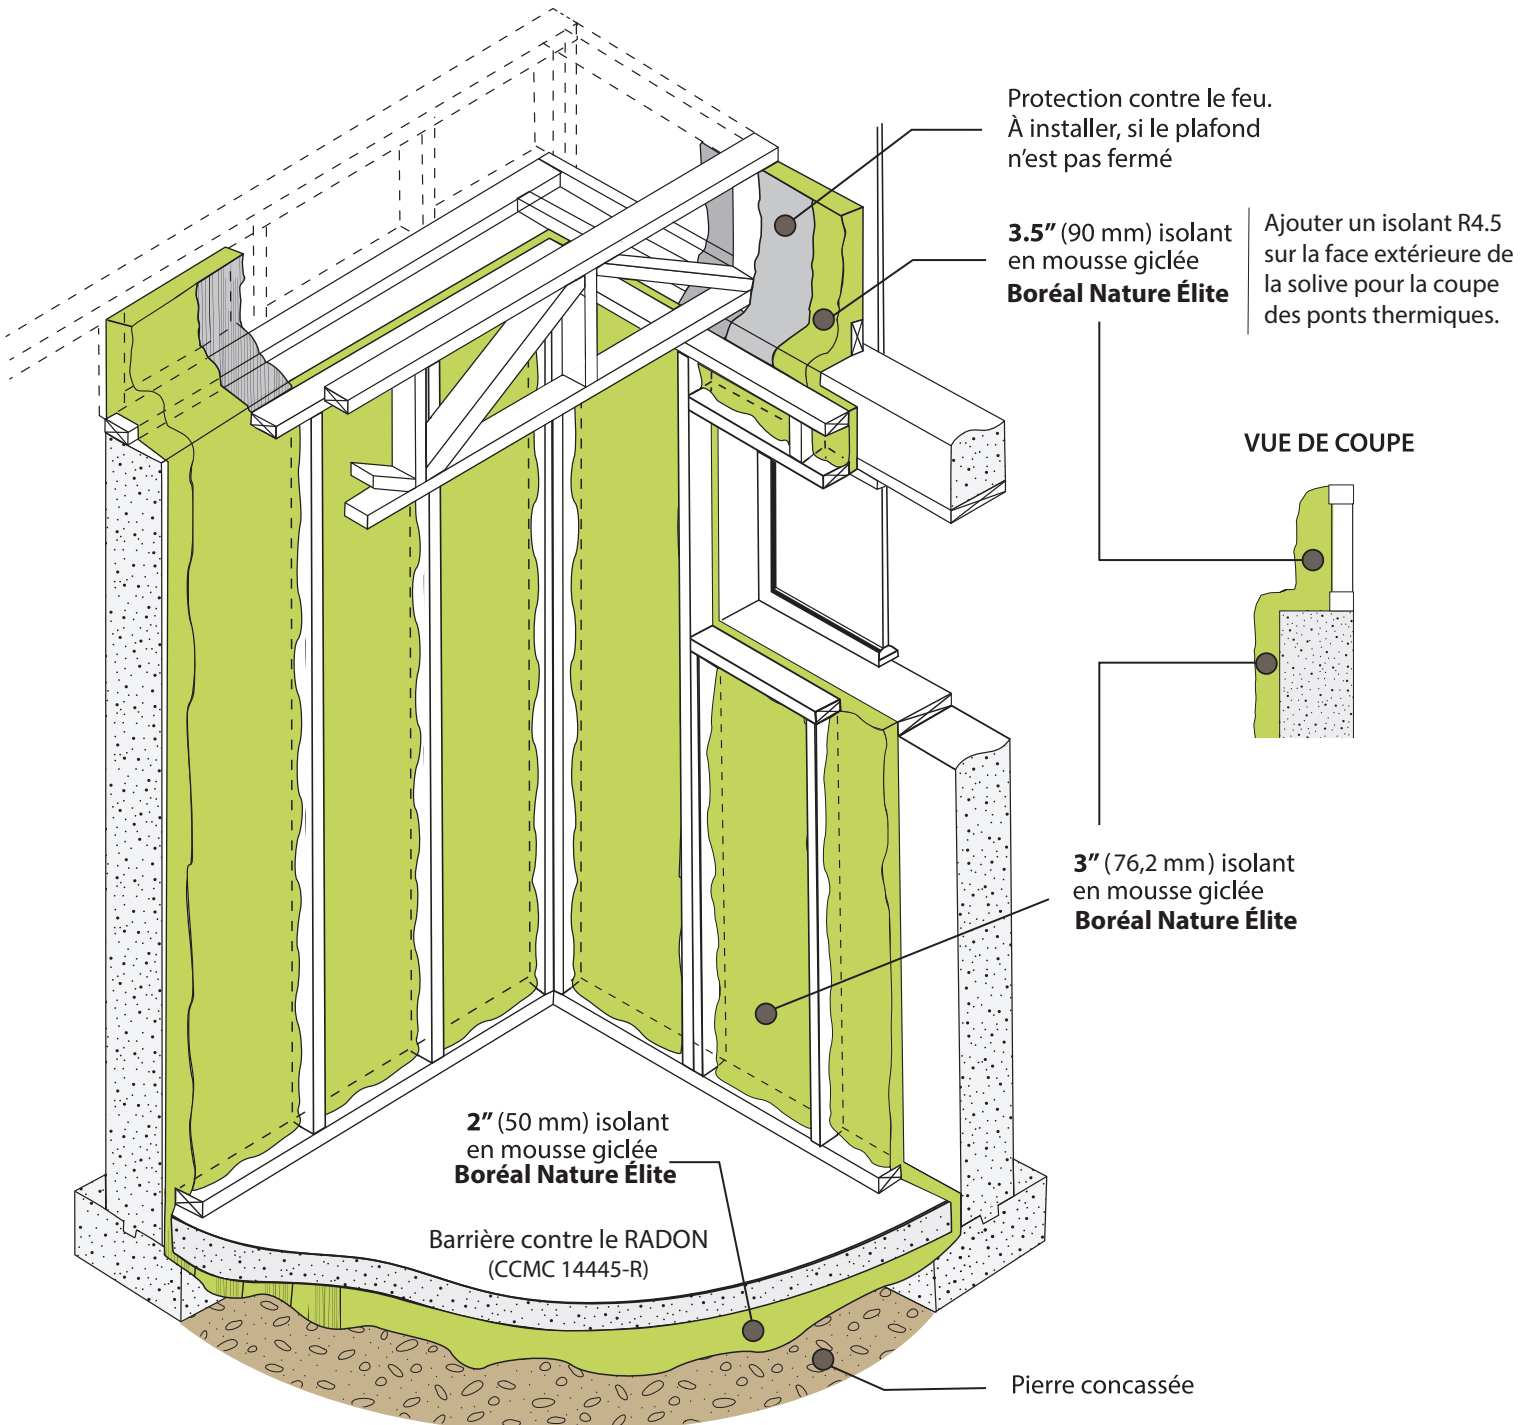 Protection contre le feu.
À installer, si le plafond
n'est pas fermé
3.5" (90 mm) isolant
en mousse giclée
Boréal Nature Élite
Ajouter un isolant R4.5
sur la face extérieure de
la solive pour la coupe
des ponts thermiques.
VUE DE COUPE
3" (76,2 mm) isolant
en mousse giclée
Boréal Nature Élite
2" (50 mm) isolant
en mousse giclée
Boréal Nature Élite
Barrière contre le RADON
(CCMC 14445-R)
Pierre concassée